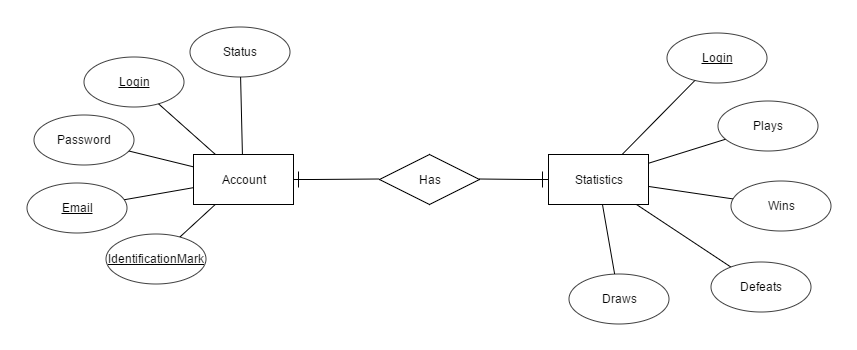 Status
Login
Login
Password
Plays
Account
Has
Statistics
Email
Wins
IdentificationMark
Draws
Defeats